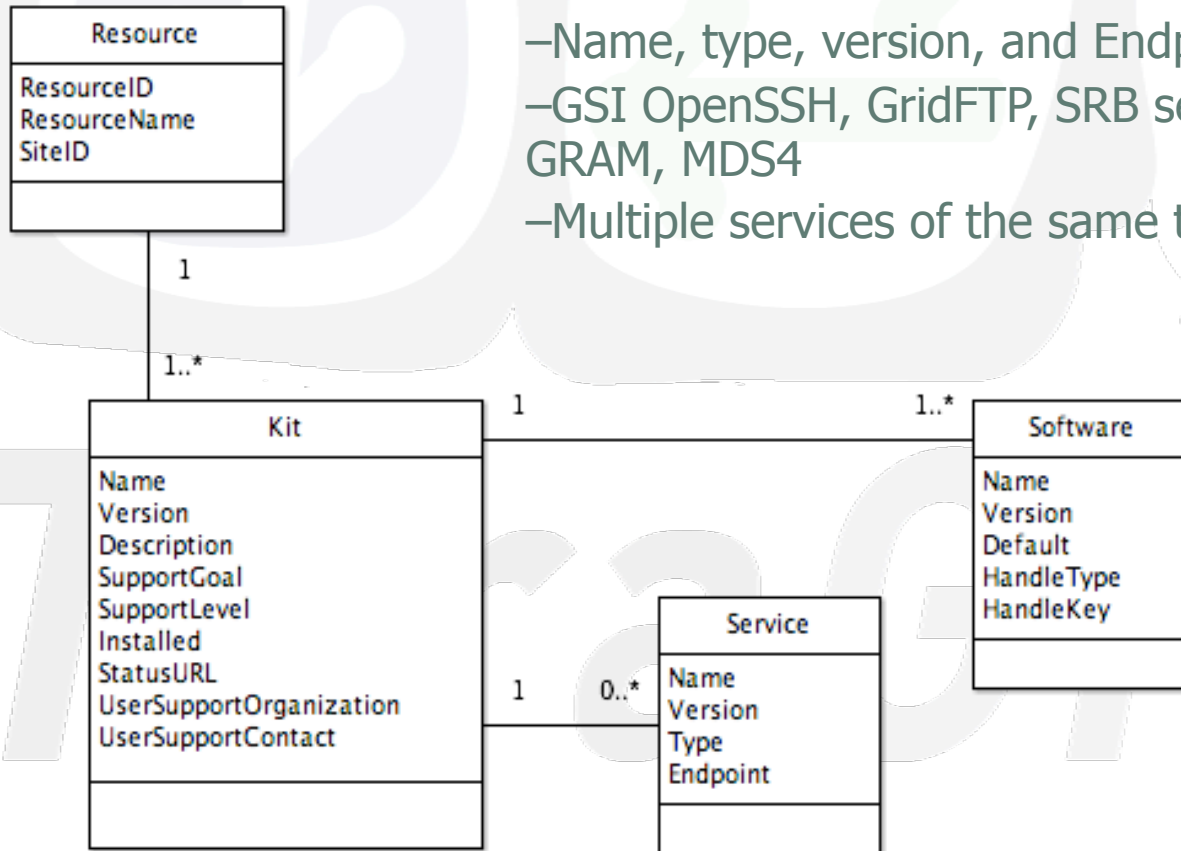 Resource
ResourceID
ResourceName
SiteID
–Name, type, version, and
–GSI OpenSSH, GridFTP, SRB
GRAM, MDS4
–Multiple services of the same
1
1..*
Kit
Name
Version
Description
SupportGoal
SupportLevel
Installed
StatusURL
UserSupportOrganization
UserSupportContact
1
1..*
Software
Name
Version
Default
HandleType
HandleKey
1
0..*
Service
Name
Version
Type
Endpoint